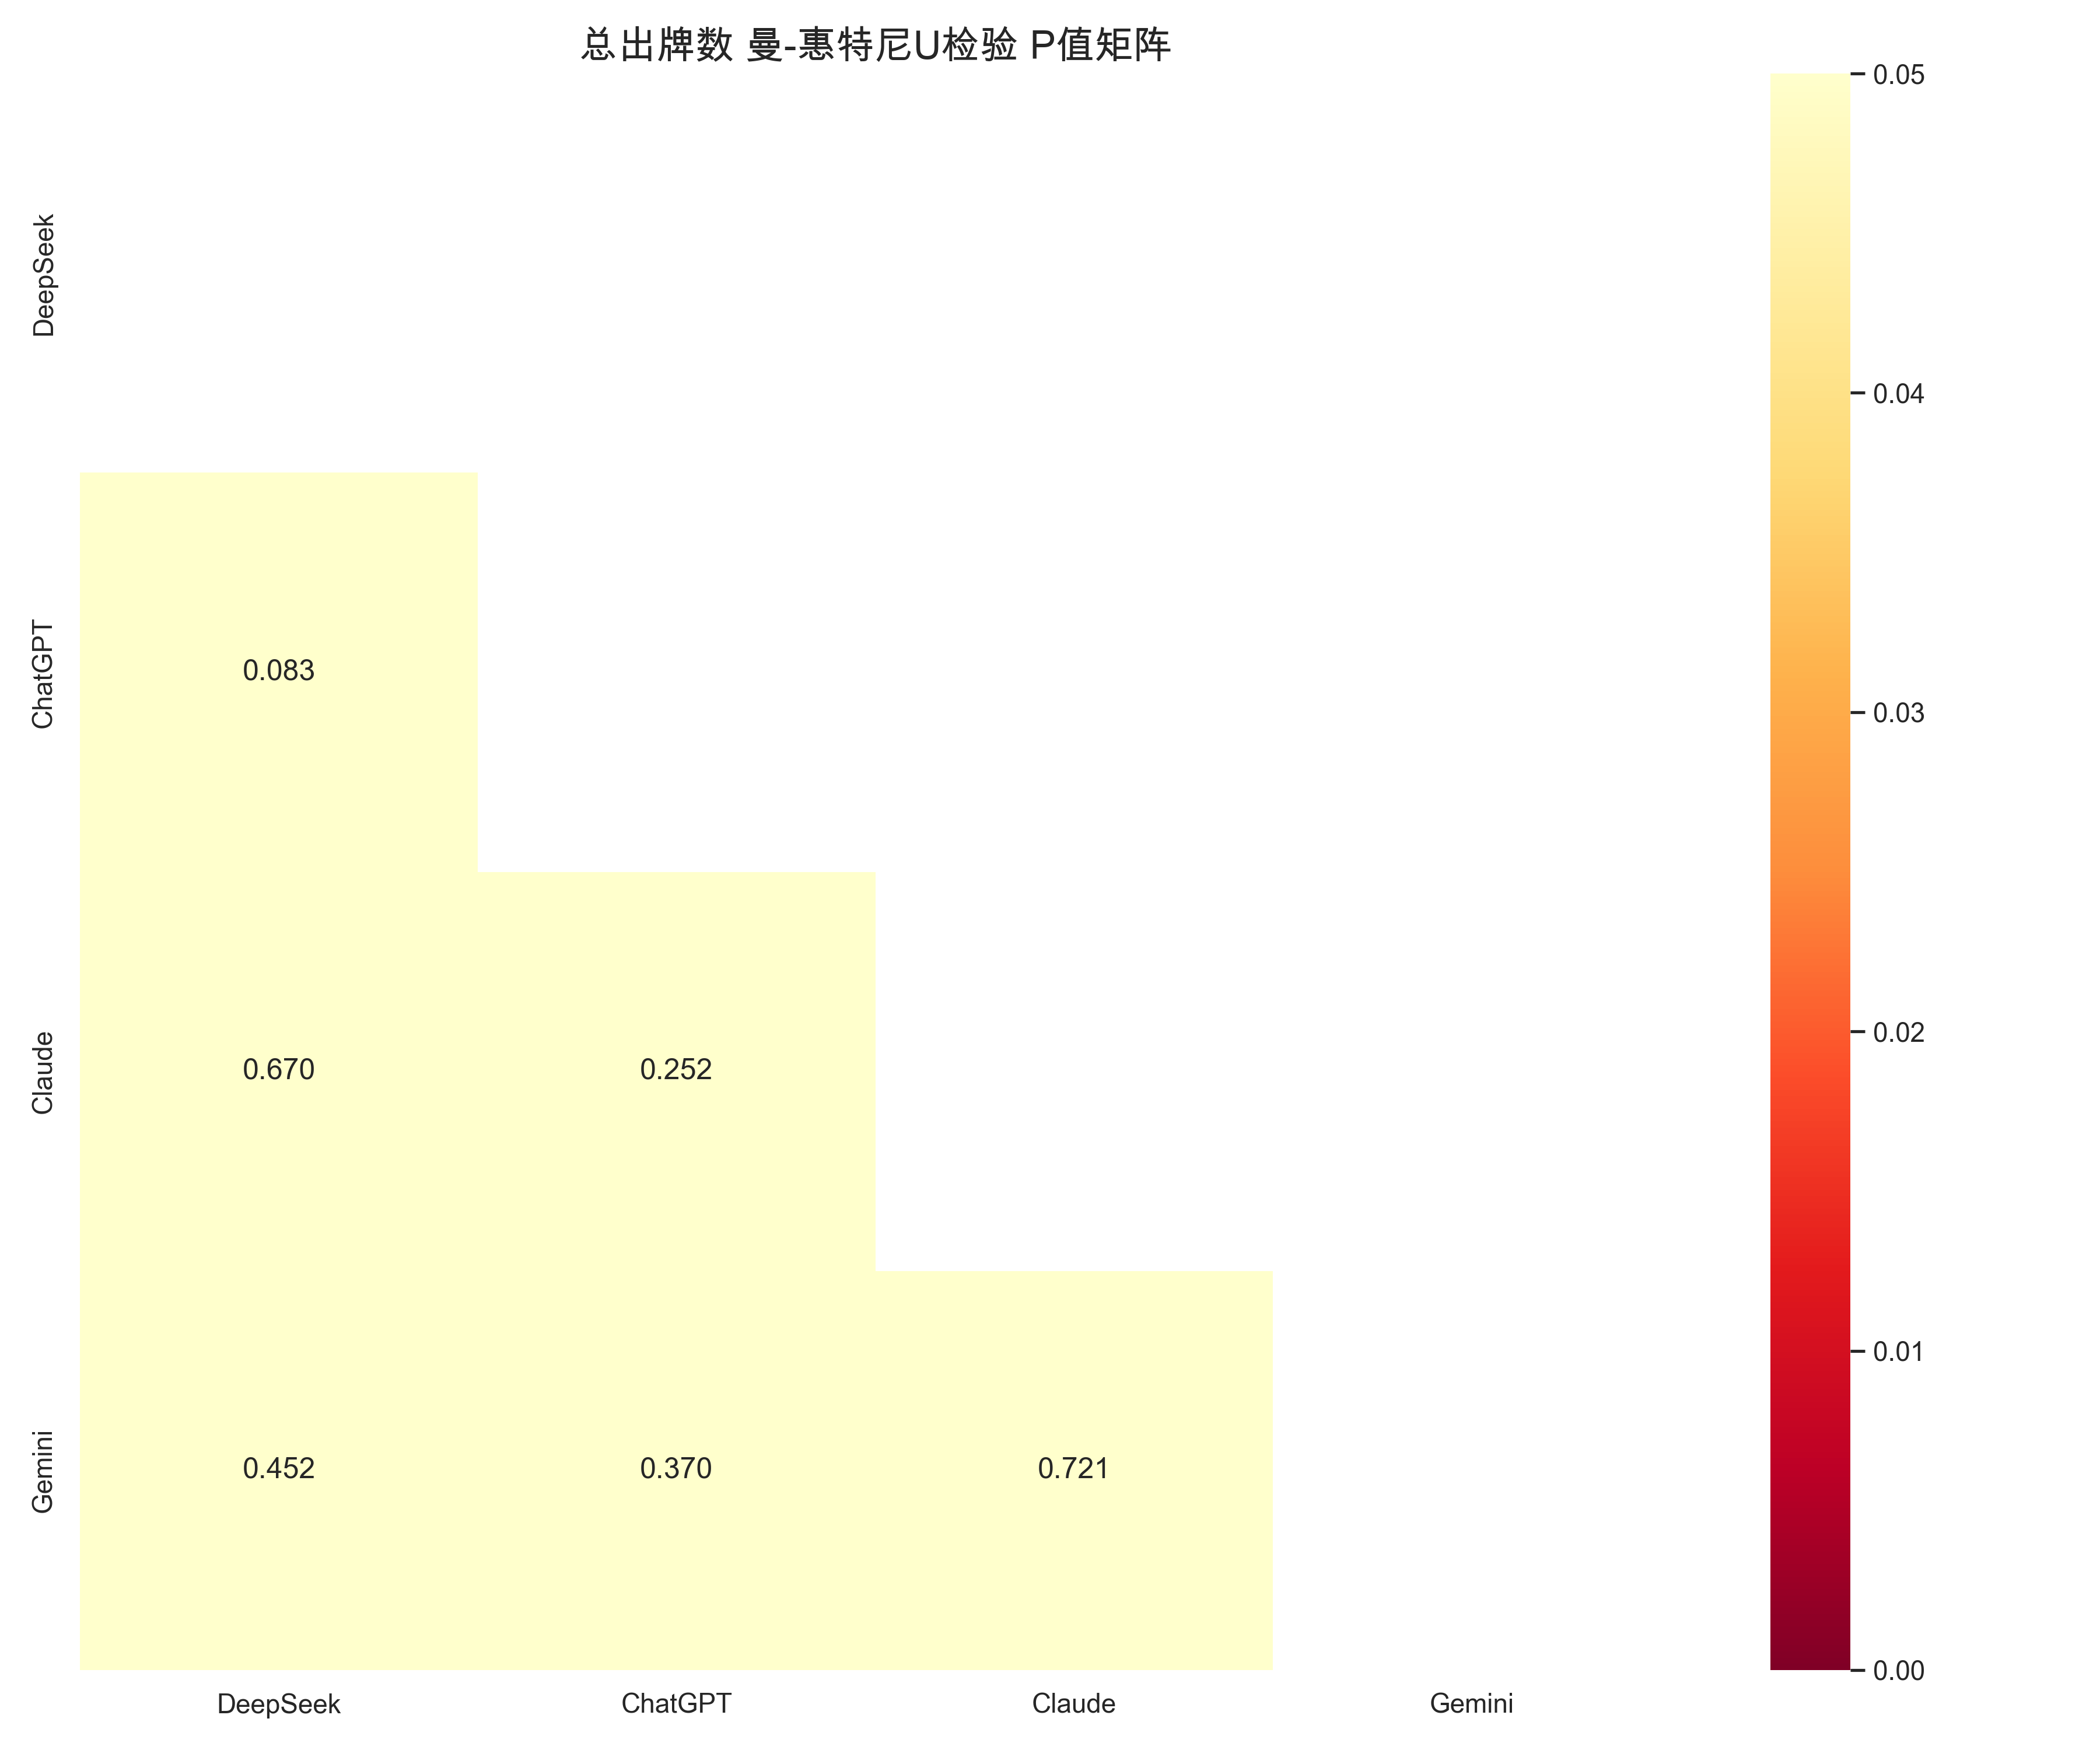 总出牌数 曼-惠特尼U检验 P值矩阵
0.05
DeepSeek
0.04
ChatGPT
0.083
0.03
Claude
0.670 0.252
0.02
Gemini
0.452 0.370 0.721
0.01
0.00
DeepSeek ChatGPT Claude Gemini